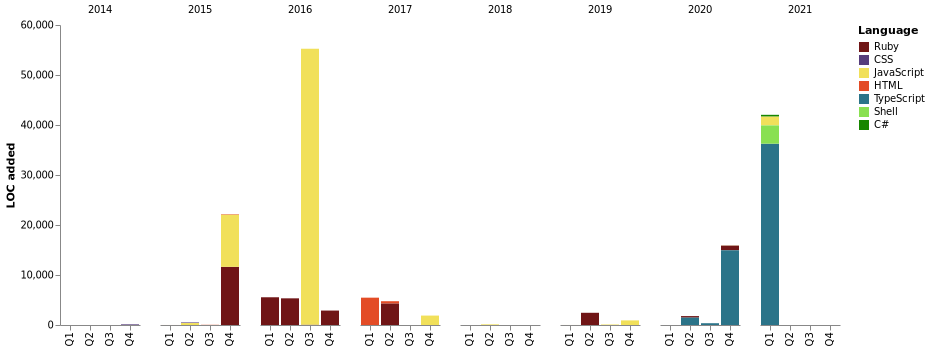 2014 2015 2016 2017 2018 2019 2020 2021
60,000
50,000
40,000
30,000
20,000
10,000
0
LOC added
Q1 Q2 Q3 Q4 Q1 Q2 Q3 Q4 Q1 Q2 Q3 Q4 Q1 Q2 Q3 Q4 Q1 Q2 Q3 Q4 Q1 Q2 Q3 Q4 Q1 Q2 Q3 Q4 Q1 Q2 Q3 Q4
Language
Ruby
CSS
JavaScript
HTML
TypeScript
Shell
C#